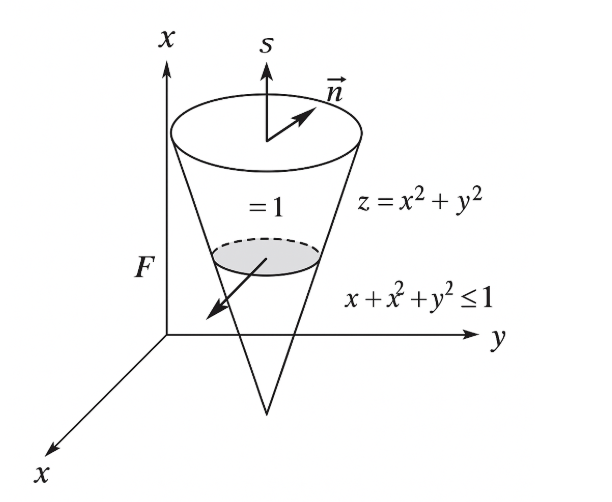 x
s
n⃗
= 1
z = x² + y²
F
x + x² + y² ≤ 1
y
x